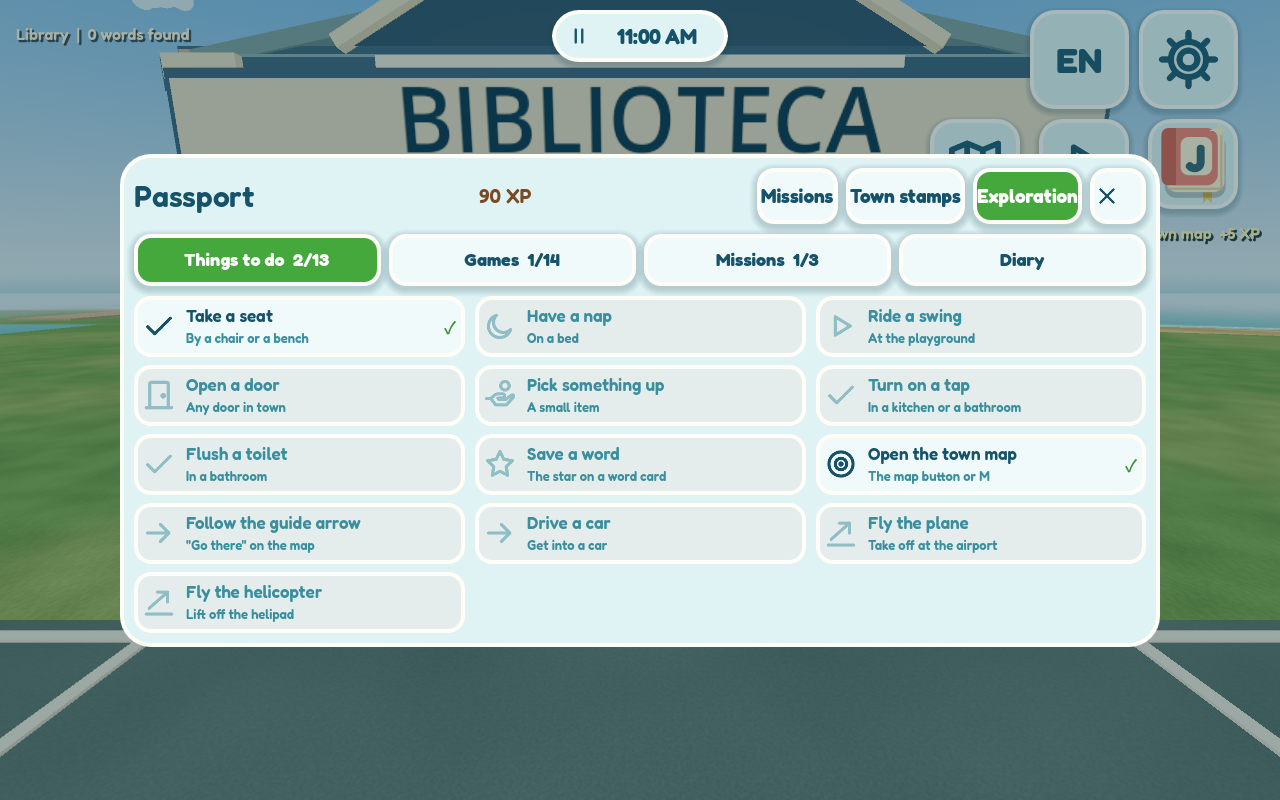 Library | 0 words found
11:00 AM
EN
BIBLIOTECA
J
wn map +5 XP
Passport
90 XP
Missions
Town stamps
Exploration
Things to do 2/13
Games 1/14
Missions 1/3
Diary
Take a seat
By a chair or a bench
Have a nap
On a bed
Ride a swing
At the playground
Open a door
Any door in town
Pick something up
A small item
Turn on a tap
In a kitchen or a bathroom
Flush a toilet
In a bathroom
Save a word
The star on a word card
Open the town map
The map button or M
Follow the guide arrow
"Go there" on the map
Drive a car
Get into a car
Fly the plane
Take off at the airport
Fly the helicopter
Lift off the helipad